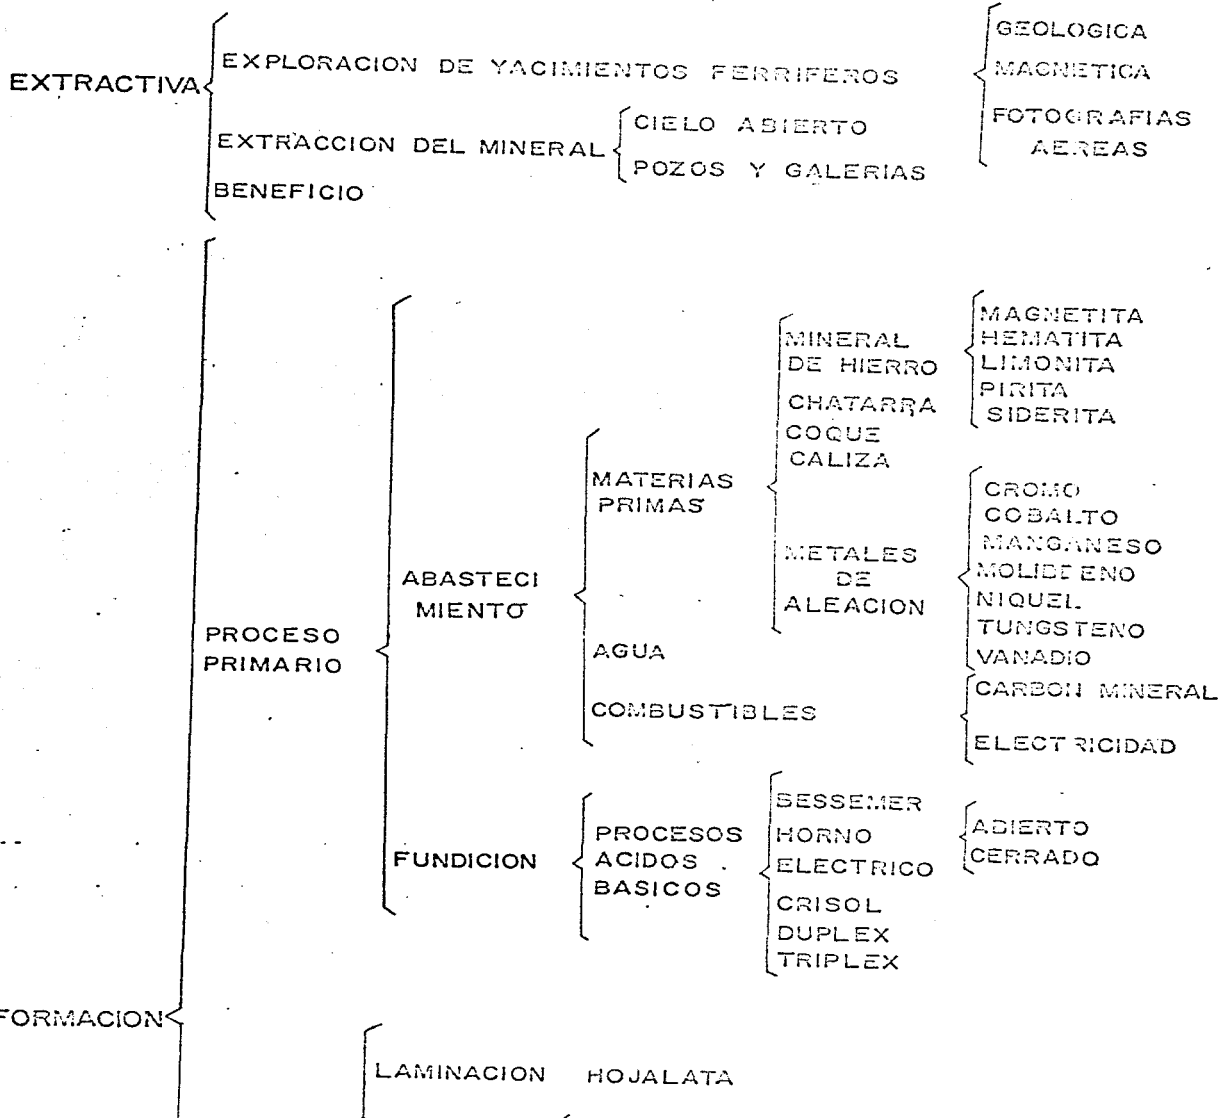 EXTRACTIVA
EXPLORACION DE YACIMIENTOS FERRIFEROS
GEOLOGICA
MAGNETICA
FOTOGRAFIAS
AEREAS
EXTRACCION DEL MINERAL
CIELO ABIERTO
POZOS Y GALERIAS
BENEFICIO
FORMACION
PROCESO
PRIMARIO
ABASTECI
MIENTO
MATERIAS
PRIMAS
MINERAL
DE HIERRO
MAGNETITA
HEMATITA
LIMONITA
PIRITA
SIDERITA
CHATARRA
COQUE
CALIZA
METALES
DE
ALEACION
CROMO
COBALTO
MANGANESO
MOLIBDENO
NIQUEL
TUNGSTENO
VANADIO
AGUA
COMBUSTIBLES
CARBON MINERAL
ELECTRICIDAD
FUNDICION
PROCESOS
ACIDOS
BASICOS
BESSEMER
HORNO
ELECTRICO
ABIERTO
CERRADO
CRISOL
DUPLEX
TRIPLEX
LAMINACION HOJALATA